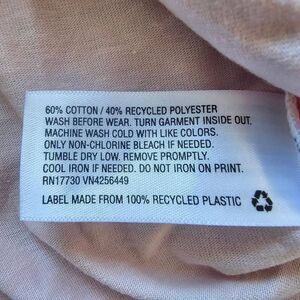 60% COTTON / 40% RECYCLED POLYESTER
WASH BEFORE WEAR. TURN GARMENT INSIDE OUT.
MACHINE WASH COLD WITH LIKE COLORS.
ONLY NON-CHLORINE BLEACH IF NEEDED.
TUMBLE DRY LOW. REMOVE PROMPTLY.
COOL IRON IF NEEDED. DO NOT IRON ON PRINT.
RN17730 VN4256449
LABEL MADE FROM 100% RECYCLED PLASTIC